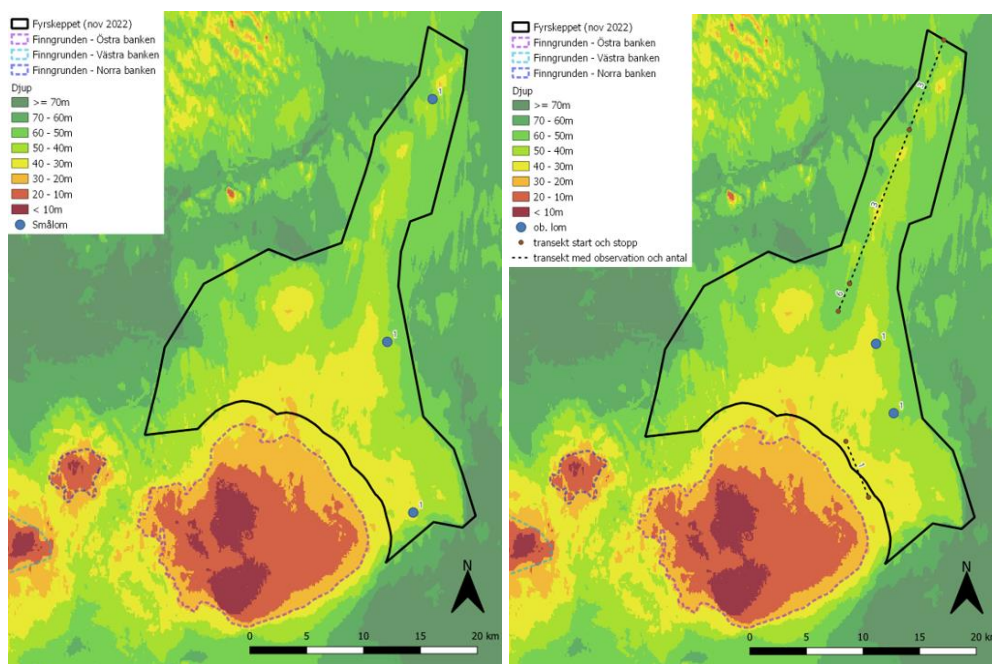 Fyrskeppet (nov 2022)
Finngrunden - Östra banken
Finngrunden - Västra banken
Finngrunden - Norra banken
Djup
>= 70m
70 - 60m
60 - 50m
50 - 40m
40 - 30m
30 - 20m
20 - 10m
< 10m
Smålom
1
1
1
N
0 5 10 15 20 km
Fyrskeppet (nov 2022)
Finngrunden - Östra banken
Finngrunden - Västra banken
Finngrunden - Norra banken
Djup
>= 70m
70 - 60m
60 - 50m
50 - 40m
40 - 30m
30 - 20m
20 - 10m
< 10m
ob. lom
transekt start och stopp
transekt med observation och antal
3
3
1
1
1
N
0 5 10 15 20 km